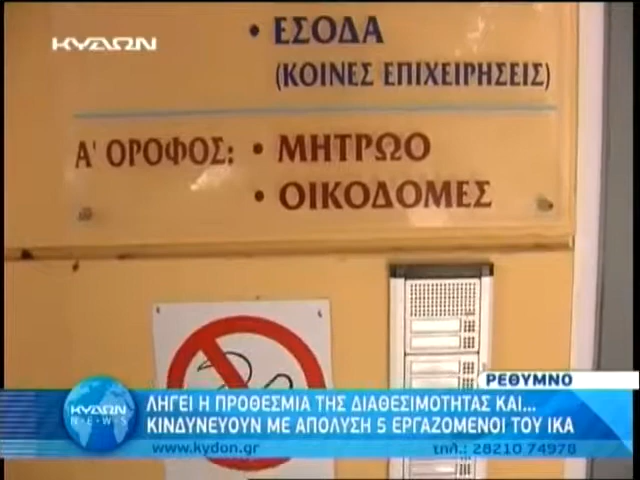 ΚΥΔΩΝ
• ΕΣΟΔΑ
(ΚΟΙΝΕΣ ΕΠΙΧΕΙΡΗΣΕΙΣ)
Α' ΟΡΟΦΟΣ: • ΜΗΤΡΩΟ
• ΟΙΚΟΔΟΜΕΣ
ΡΕΘΥΜΝΟ
ΚΥΔΩΝ
NEWS
ΛΗΓΕΙ Η ΠΡΟΘΕΣΜΙΑ ΤΗΣ ΔΙΑΘΕΣΙΜΟΤΗΤΑΣ ΚΑΙ...
ΚΙΝΔΥΝΕΥΟΥΝ ΜΕ ΑΠΟΛΥΣΗ 5 ΕΡΓΑΖΟΜΕΝΟΙ ΤΟΥ ΙΚΑ
www.kydon.gr τηλ.: 28210 74978